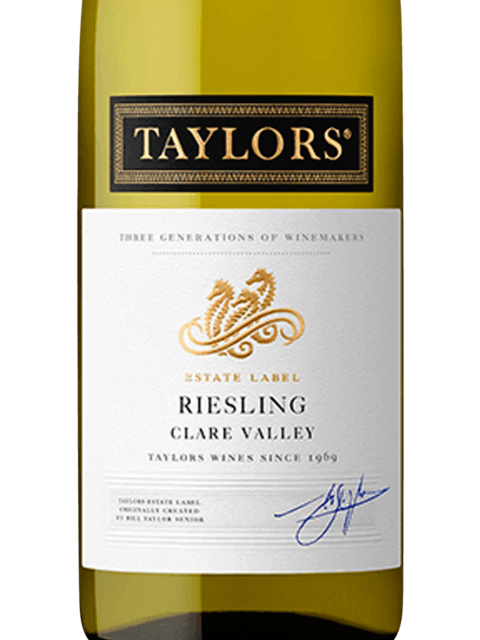 TAYLORS®
THREE GENERATIONS OF WINEMAKERS
ESTATE LABEL
RIESLING
CLARE VALLEY
TAYLORS WINES SINCE 1969
TAYLORS ESTATE LABEL
ORIGINALLY CREATED
BY BILL TAYLOR SENIOR